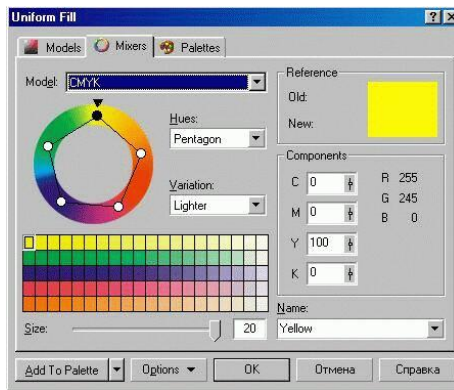 Uniform Fill
Models Mixers Palettes
Model: CMYK
Hues:
Pentagon
Variation:
Lighter
Size: 20
Reference
Old:
New:
Components
C 0 R 255
M 0 G 245
Y 100 B 0
K 0
Name:
Yellow
Add To Palette Options OK Отмена Справка